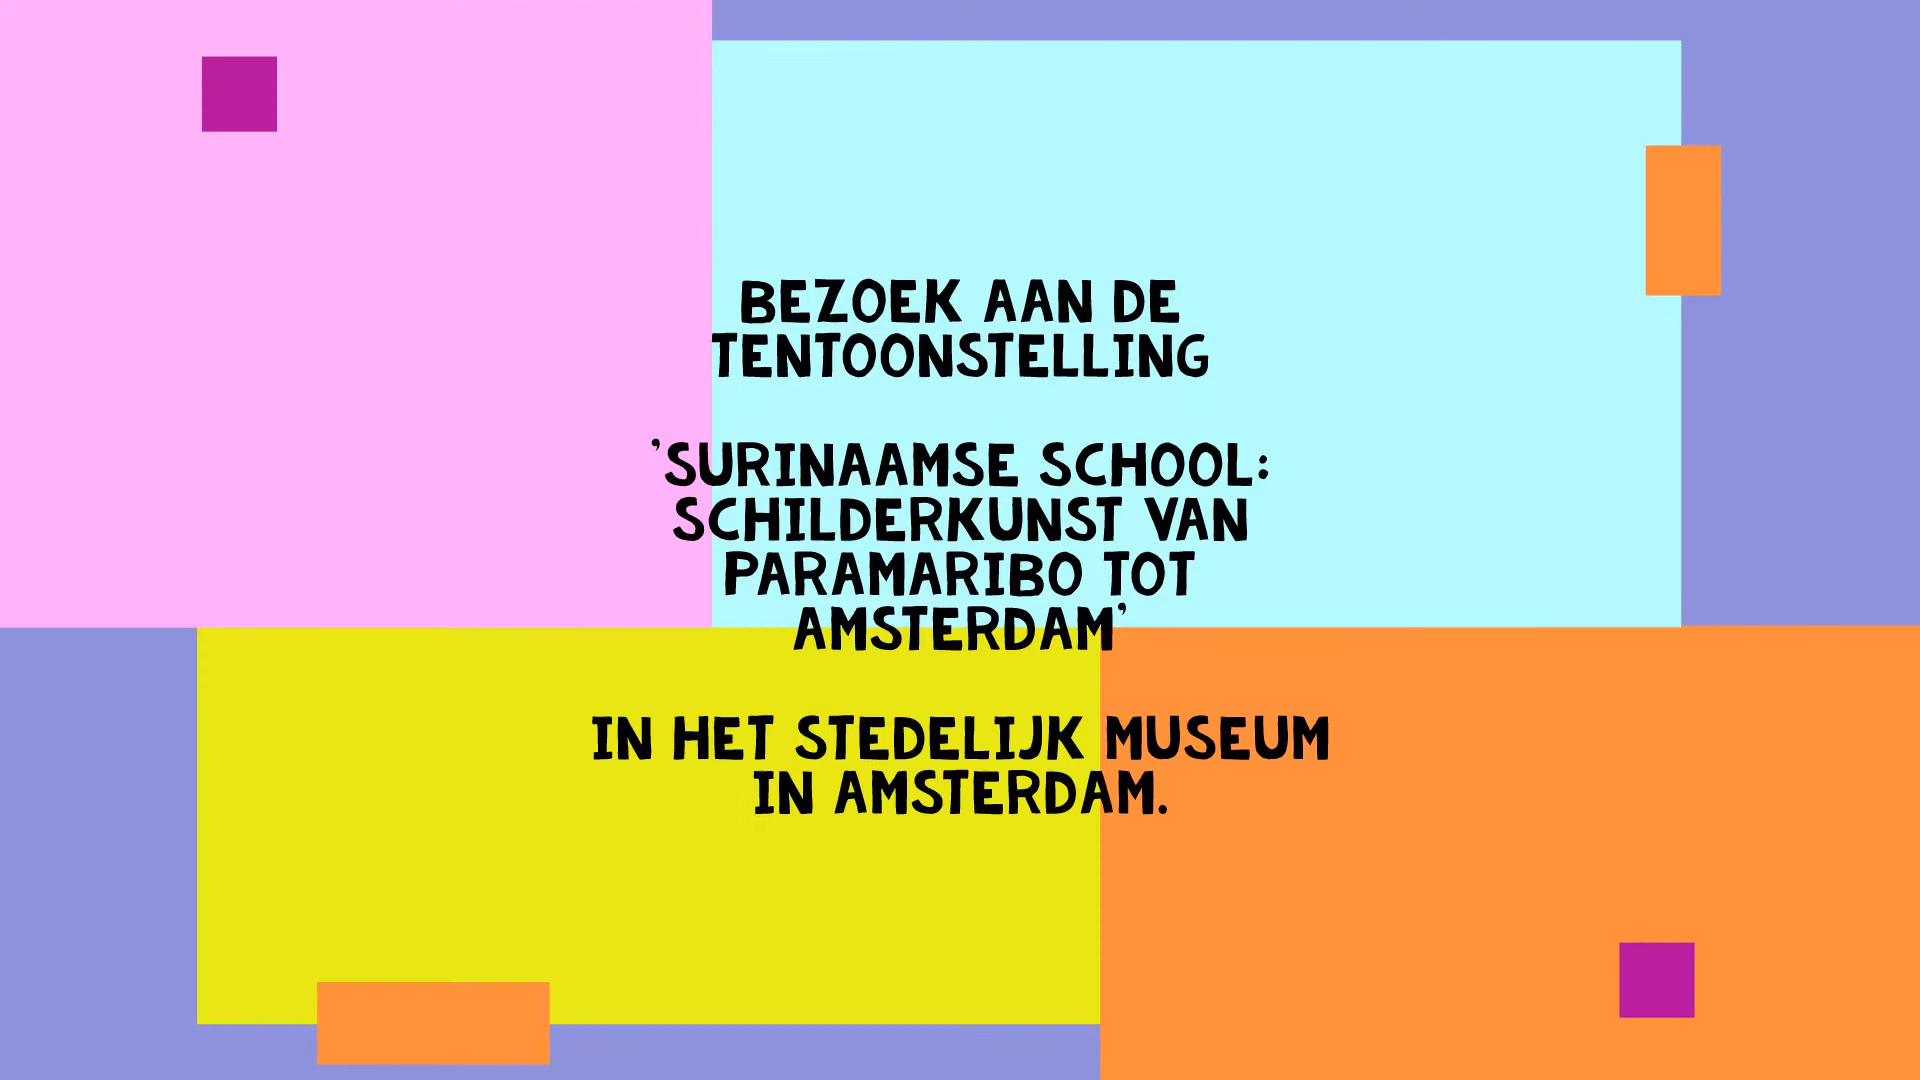 BEZOEK AAN DE
TENTOONSTELLING
'SURINAAMSE SCHOOL:
SCHILDERKUNST VAN
PARAMARIBO TOT
AMSTERDAM'
IN HET STEDELIJK MUSEUM
IN AMSTERDAM.